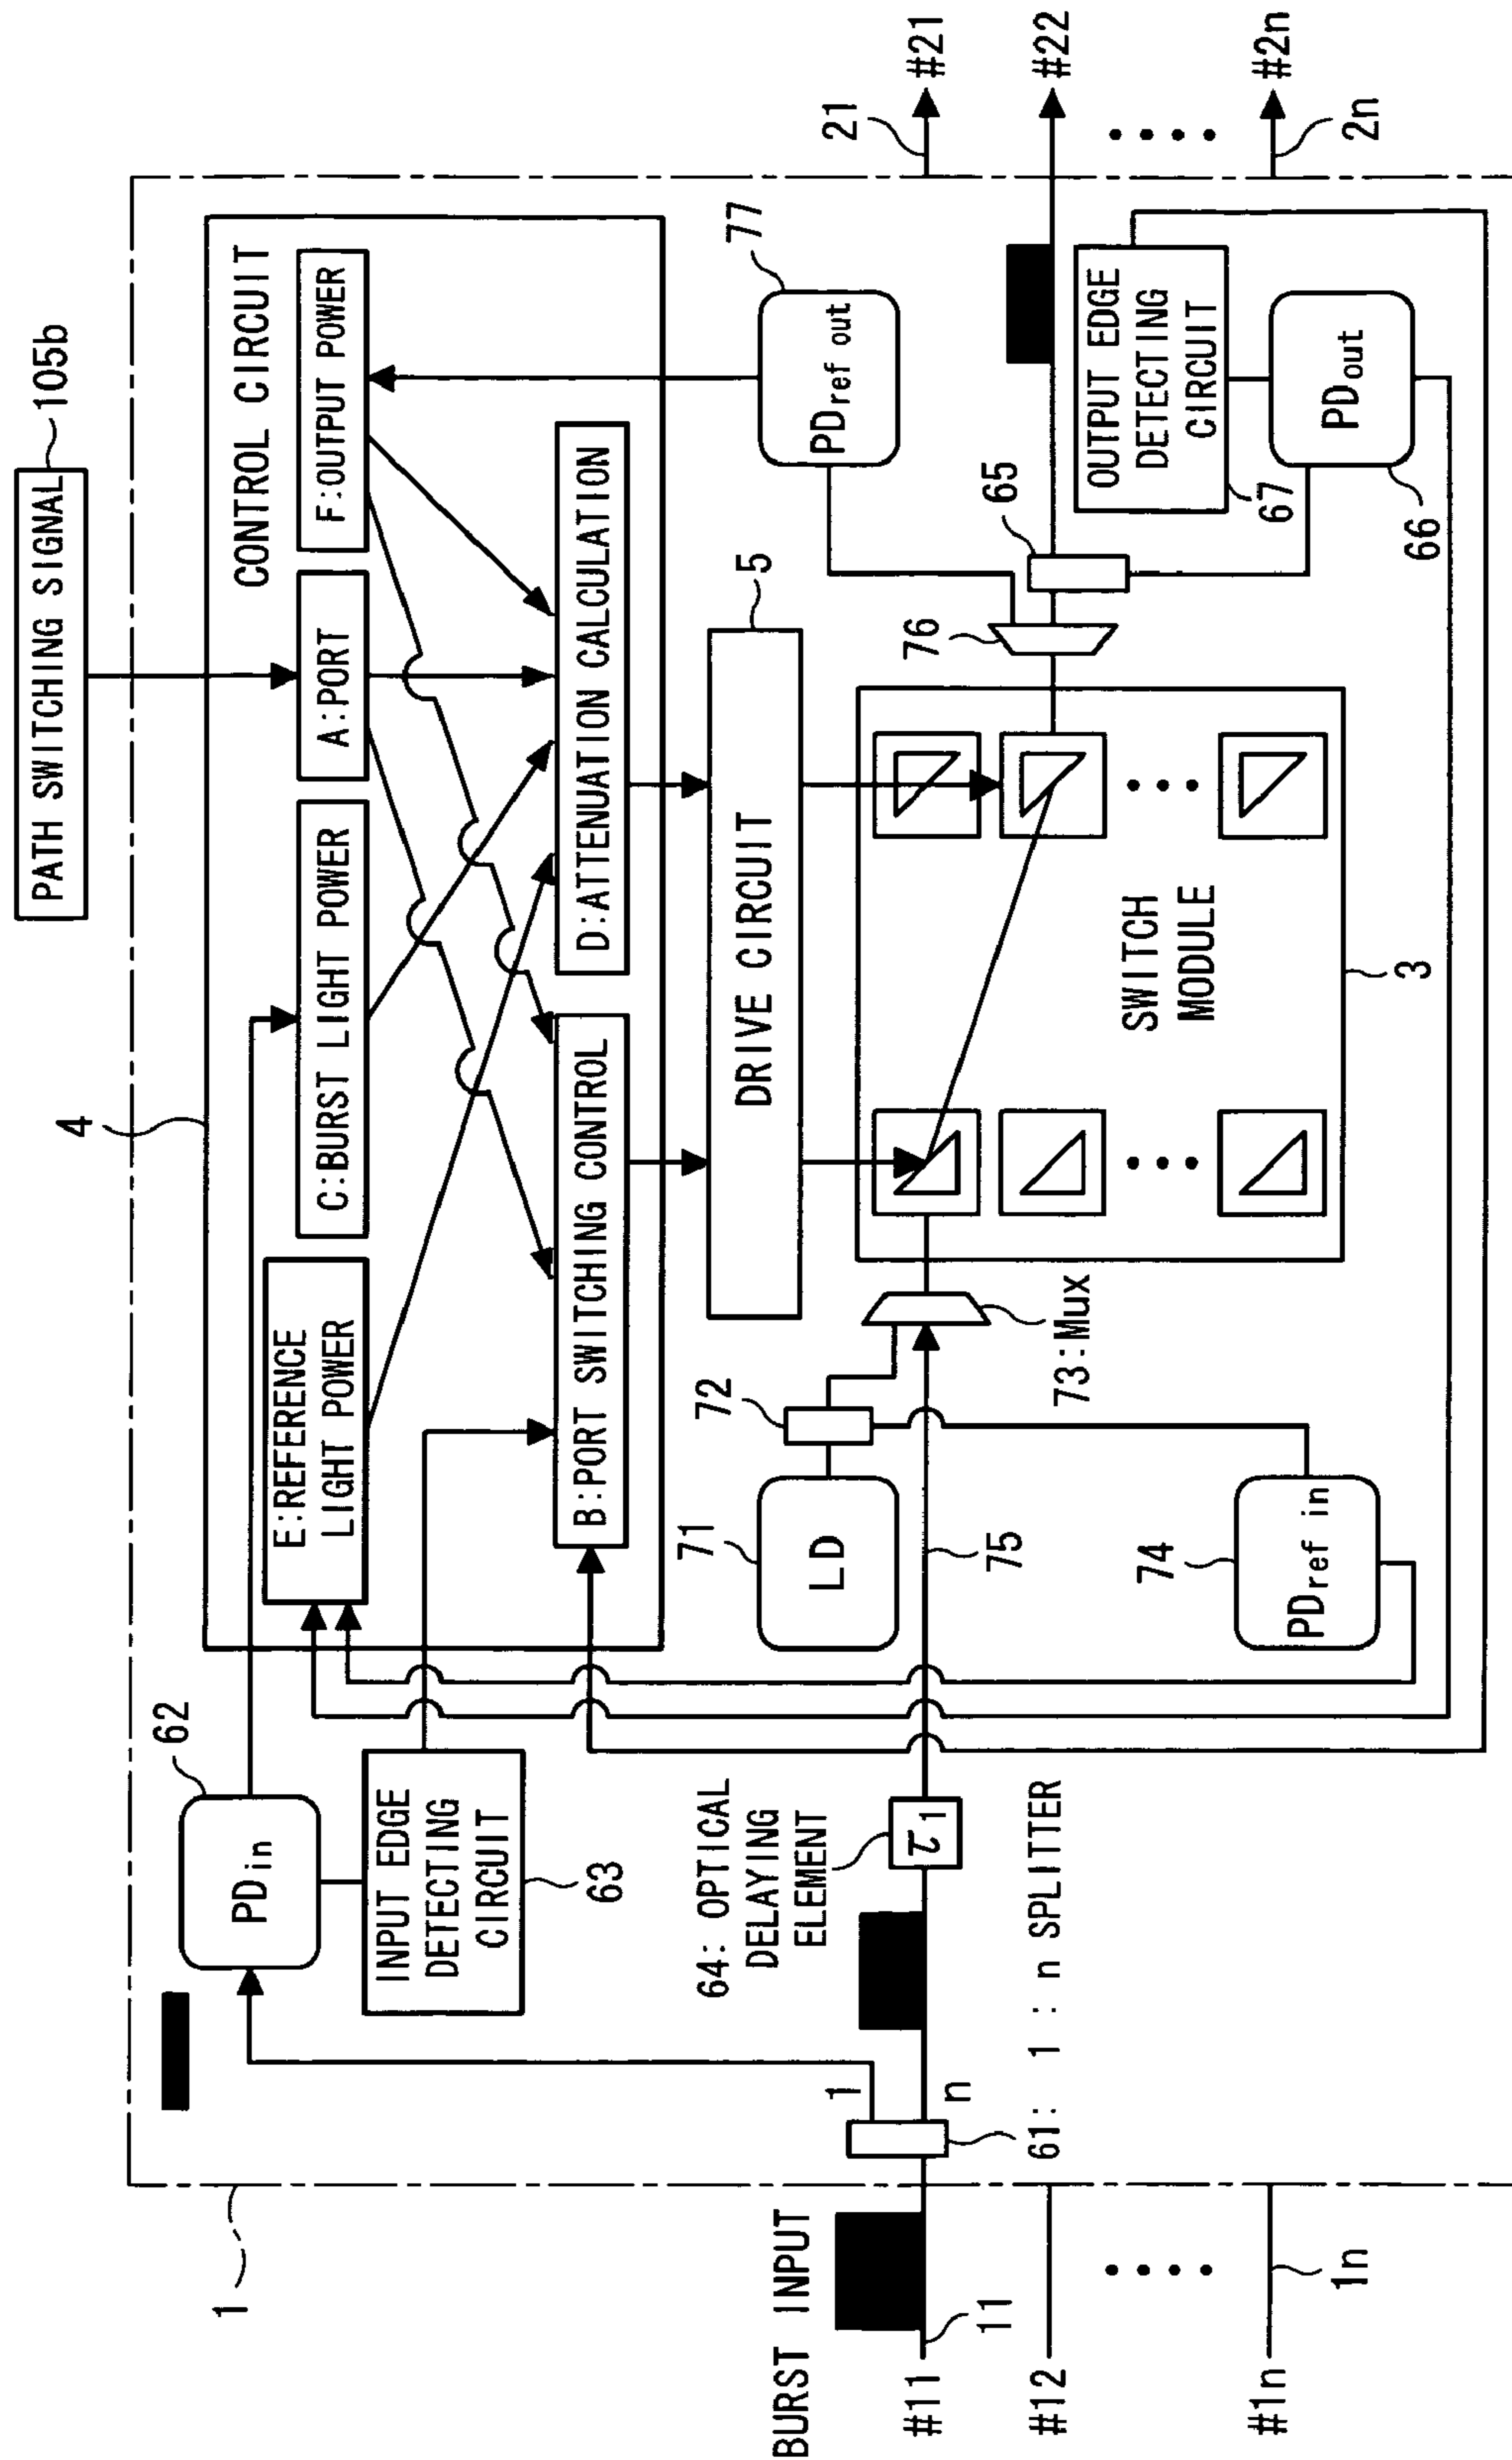 PATH SWITCHING SIGNAL
105b
4
CONTROL CIRCUIT
E:REFERENCE
LIGHT POWER
C:BURST LIGHT POWER
A:PORT
F:OUTPUT POWER
B:PORT SWITCHING CONTROL
D:ATTENUATION CALCULATION
1
62
PDin
INPUT EDGE
DETECTING
CIRCUIT
63
DRIVE CIRCUIT
5
77
PDref out
21
#21
#22
2n
#2n
BURST INPUT
11
#11
#12
1n
#1n
1
n
61: 1 : n SPLITTER
64: OPTICAL
DELAYING
ELEMENT
τ1
71
LD
72
73:Mux
75
74
PDref in
SWITCH
MODULE
3
76
65
OUTPUT EDGE
DETECTING
CIRCUIT
67
PDout
66